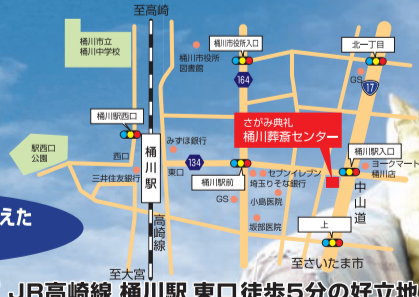 至高崎
桶川市立
桶川中学校
桶川市役所入口
北一丁目
桶川市役所
図書館
GS
164
17
桶川駅西口
さがみ典礼
桶川葬斎センター
駅西口
公園
西口
桶川駅
みずほ銀行
134
東口
桶川駅入口
ヨークマート
桶川店
三井住友銀行
桶川駅前
セブンイレブン
埼玉りそな銀行
中山道
小島医院
GS
高崎線
坂部医院
上
えた
至大宮
至さいたま市
JR高崎線 桶川駅 東口徒歩5分の好立地